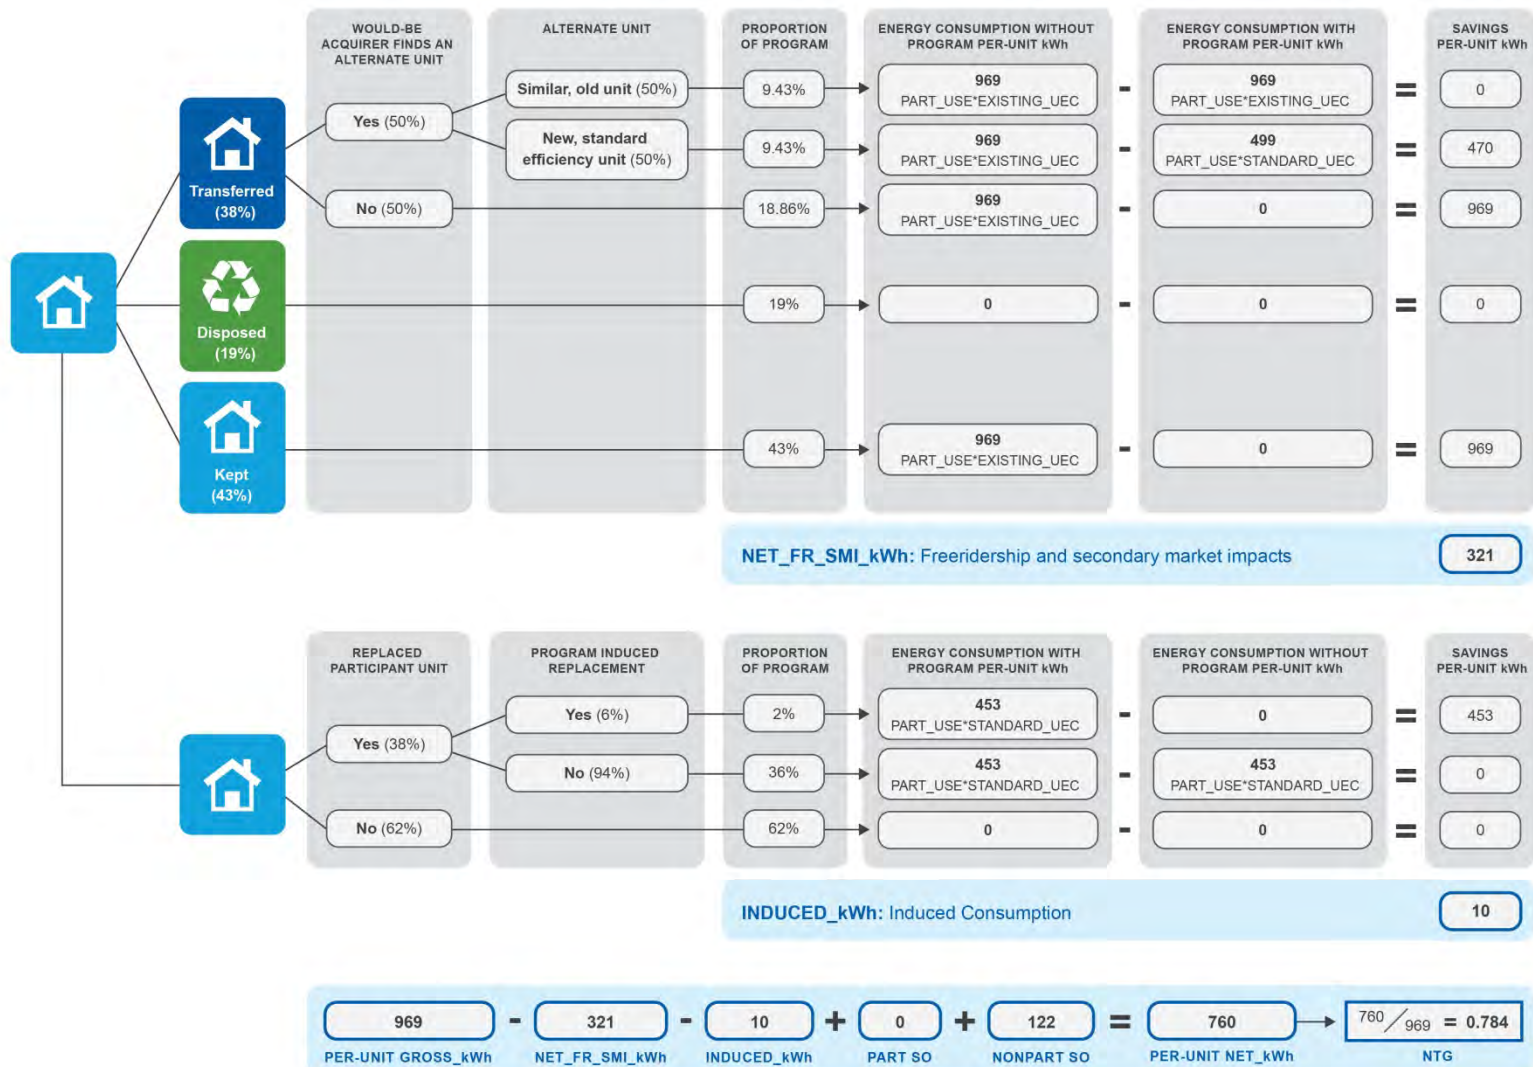 WOULD-BE
ACQUIRER FINDS AN
ALTERNATE UNIT
ALTERNATE UNIT
PROPORTION
OF PROGRAM
ENERGY CONSUMPTION WITHOUT
PROGRAM PER-UNIT kWh
ENERGY CONSUMPTION WITH
PROGRAM PER-UNIT kWh
SAVINGS
PER-UNIT kWh
Transferred
(38%)
Yes (50%)
Similar, old unit (50%)
9.43%
969
PART_USE*EXISTING_UEC
-
969
PART_USE*EXISTING_UEC
=
0
New, standard
efficiency unit (50%)
9.43%
969
PART_USE*EXISTING_UEC
-
499
PART_USE*STANDARD_UEC
=
470
No (50%)
18.86%
969
PART_USE*EXISTING_UEC
-
0
=
969
Disposed
(19%)
19%
0
-
0
=
0
Kept
(43%)
43%
969
PART_USE*EXISTING_UEC
-
0
=
969
NET_FR_SMI_kWh: Freeridership and secondary market impacts
321
REPLACED
PARTICIPANT UNIT
PROGRAM INDUCED
REPLACEMENT
PROPORTION
OF PROGRAM
ENERGY CONSUMPTION WITH
PROGRAM PER-UNIT kWh
ENERGY CONSUMPTION WITHOUT
PROGRAM PER-UNIT kWh
SAVINGS
PER-UNIT kWh
Yes (38%)
Yes (6%)
2%
453
PART_USE*STANDARD_UEC
-
0
=
453
No (94%)
36%
453
PART_USE*STANDARD_UEC
-
453
PART_USE*STANDARD_UEC
=
0
No (62%)
62%
0
-
0
=
0
INDUCED_kWh: Induced Consumption
10
969 - 321 - 10 + 0 + 122 = 760 760/969 = 0.784
PER-UNIT GROSS_kWh NET_FR_SMI_kWh INDUCED_kWh PART SO NONPART SO PER-UNIT NET_kWh NTG